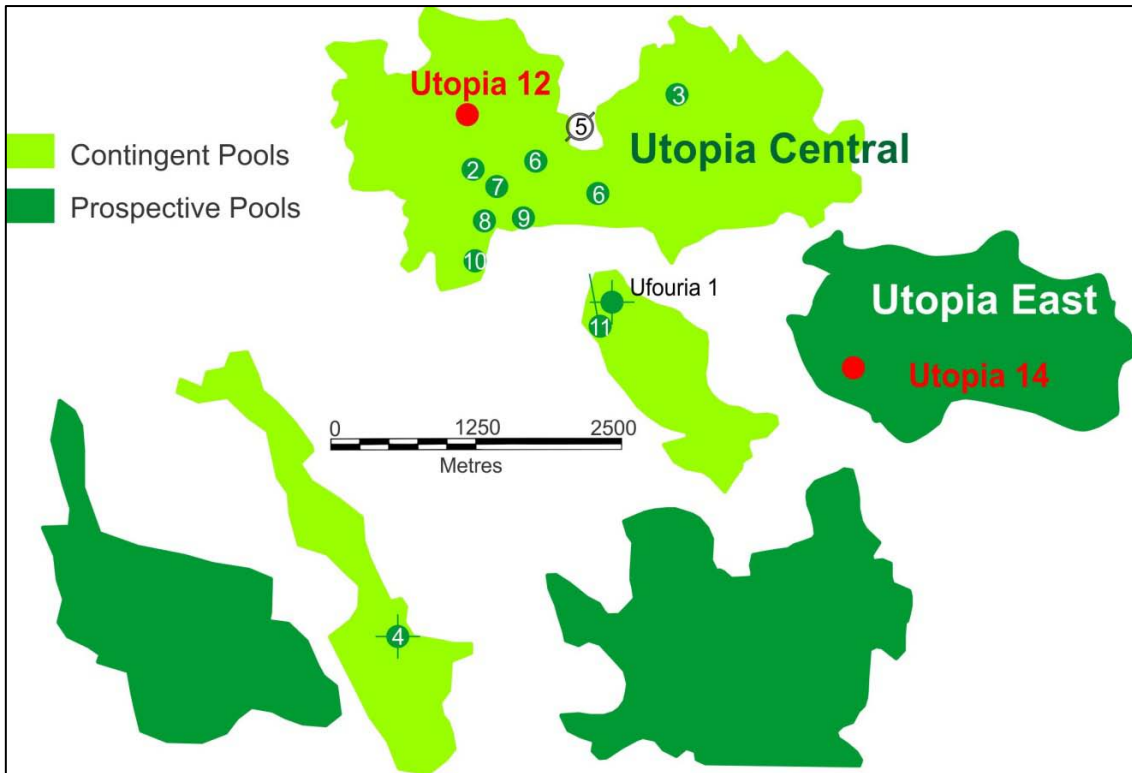 Utopia 12
3
5
Contingent Pools
Utopia Central
2
6
7
6
Prospective Pools
8
9
10
Ufouria 1
Utopia East
11
Utopia 14
0 1250 2500
Metres
4